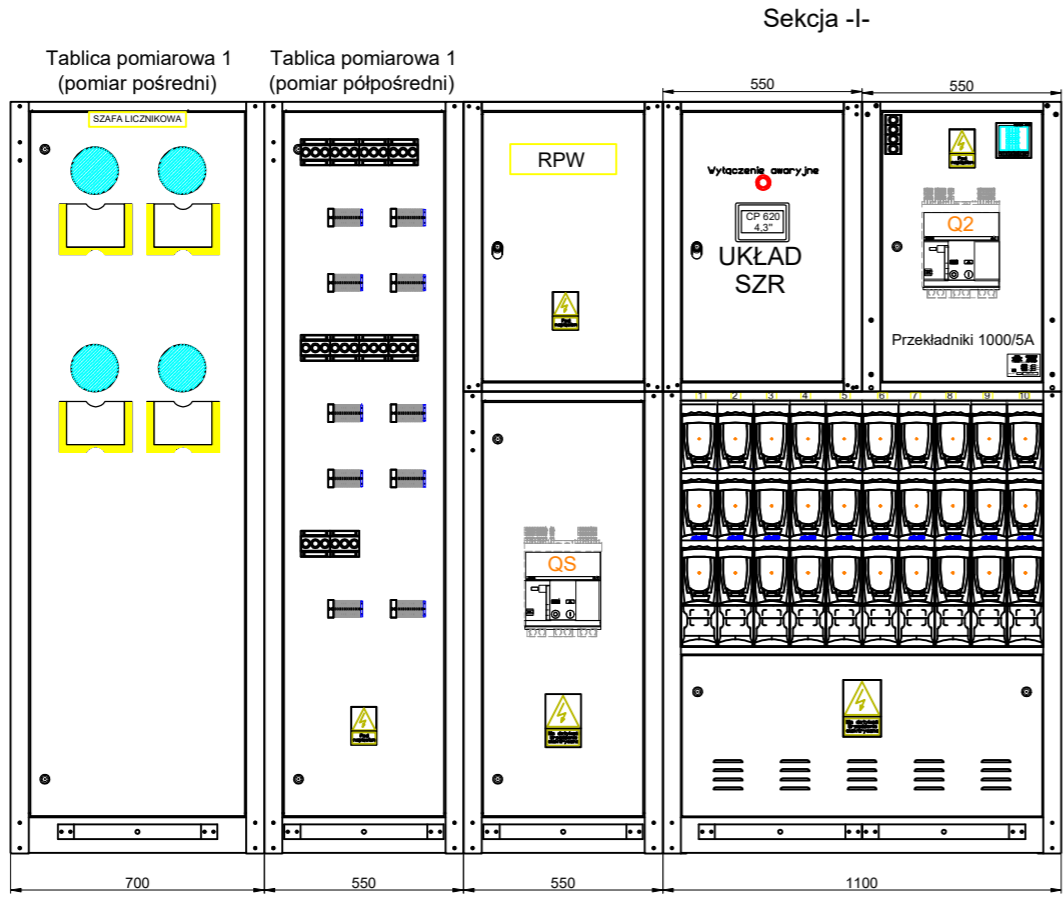 Sekcja -I-
Tablica pomiarowa 1
(pomiar pośredni)
Tablica pomiarowa 1
(pomiar półpośredni)
550
550
SZAFA LICZNIKOWA
RPW
Wyłączenie awaryjne
CP 620
4,3"
UKŁAD
SZR
Q2
Przekładniki 1000/5A
1 2 3 4 5 6 7 8 9 10
QS
700
550
550
1100